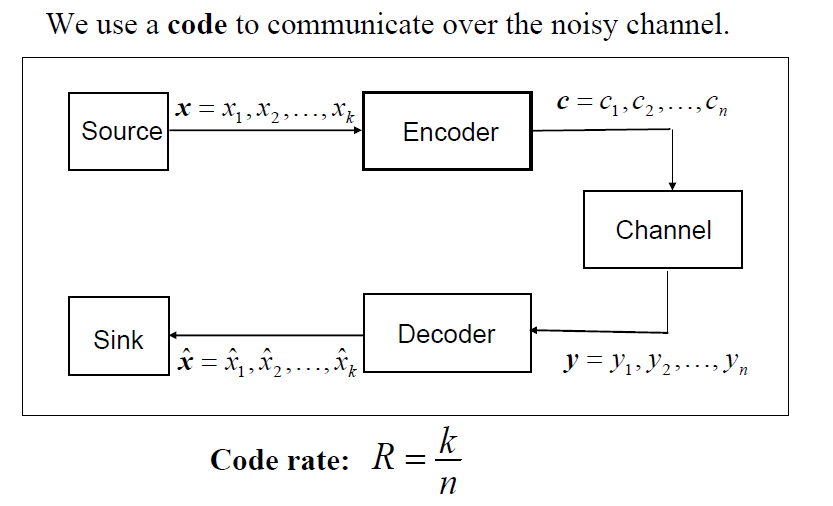 We use a code to communicate over the noisy channel.
Source
x = x₁, x₂, . . . , xₖ
Encoder
c = c₁, c₂, . . . , cₙ
Channel
Sink
x̂ = x̂₁, x̂₂, . . . , x̂ₖ
Decoder
y = y₁, y₂, . . . , yₙ
Code rate: R = k/n